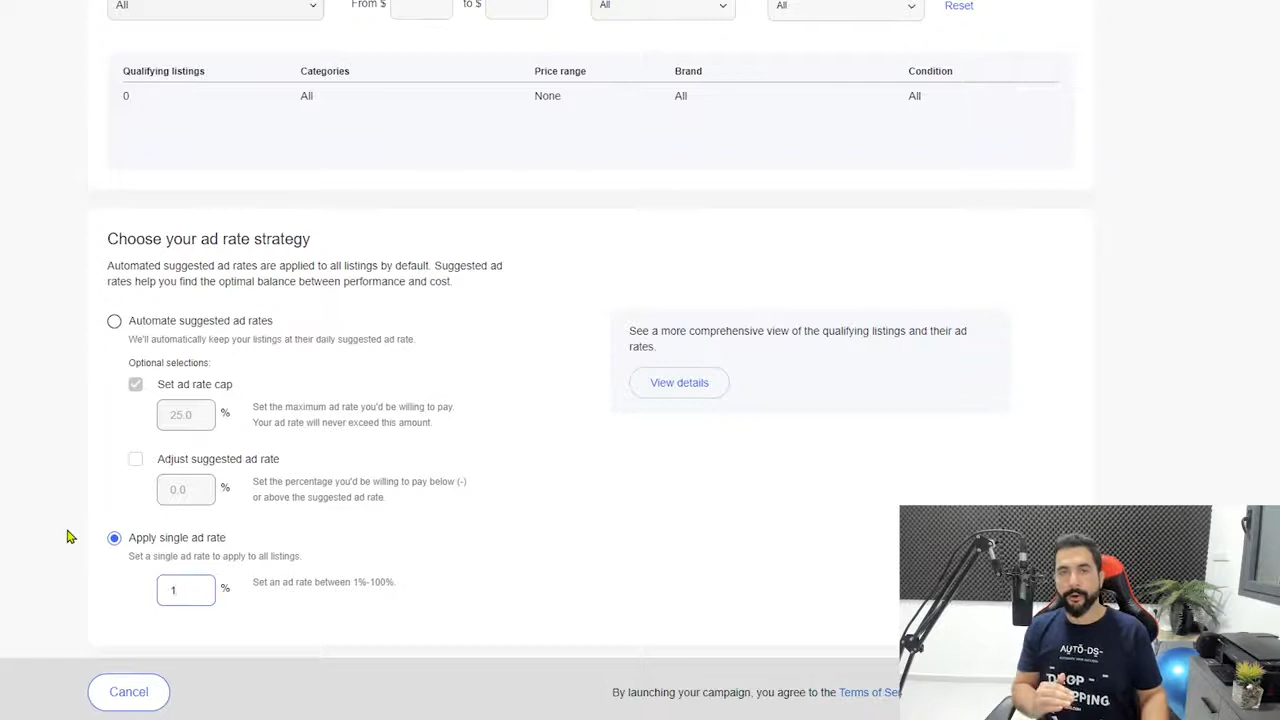 All From $ to $ All All Reset
Qualifying listings Categories Price range Brand Condition
0 All None All All
Choose your ad rate strategy
Automated suggested ad rates are applied to all listings by default. Suggested ad
rates help you find the optimal balance between performance and cost.
Automate suggested ad rates
We'll automatically keep your listings at their daily suggested ad rate.
Optional selections:
Set ad rate cap
25.0 %
Set the maximum ad rate you'd be willing to pay.
Your ad rate will never exceed this amount.
Adjust suggested ad rate
0.0 %
Set the percentage you'd be willing to pay below (-)
or above the suggested ad rate.
Apply single ad rate
Set a single ad rate to apply to all listings.
1 %
Set an ad rate between 1%-100%.
See a more comprehensive view of the qualifying listings and their ad
rates.
View details
Cancel
By launching your campaign, you agree to the Terms of
AUTO-DS